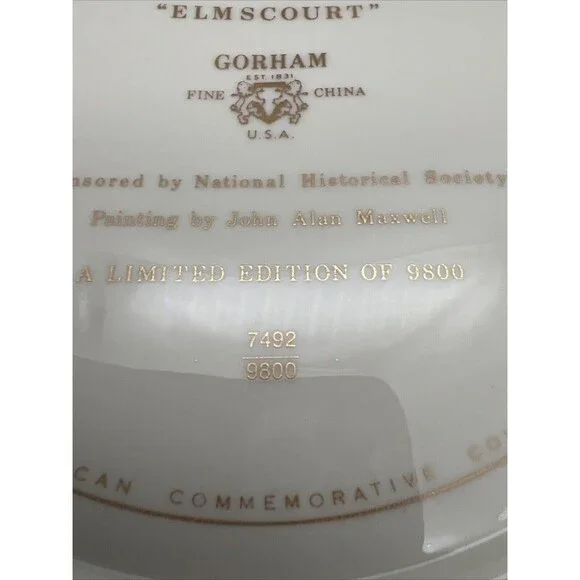 "ELMSCOURT"
GORHAM
EST 1831
FINE CHINA
U.S.A.
nsored by National Historical Society
Painting by John Alan Maxwell
A LIMITED EDITION OF 9800
7492
9800
CAN COMMEMORATIVE CO